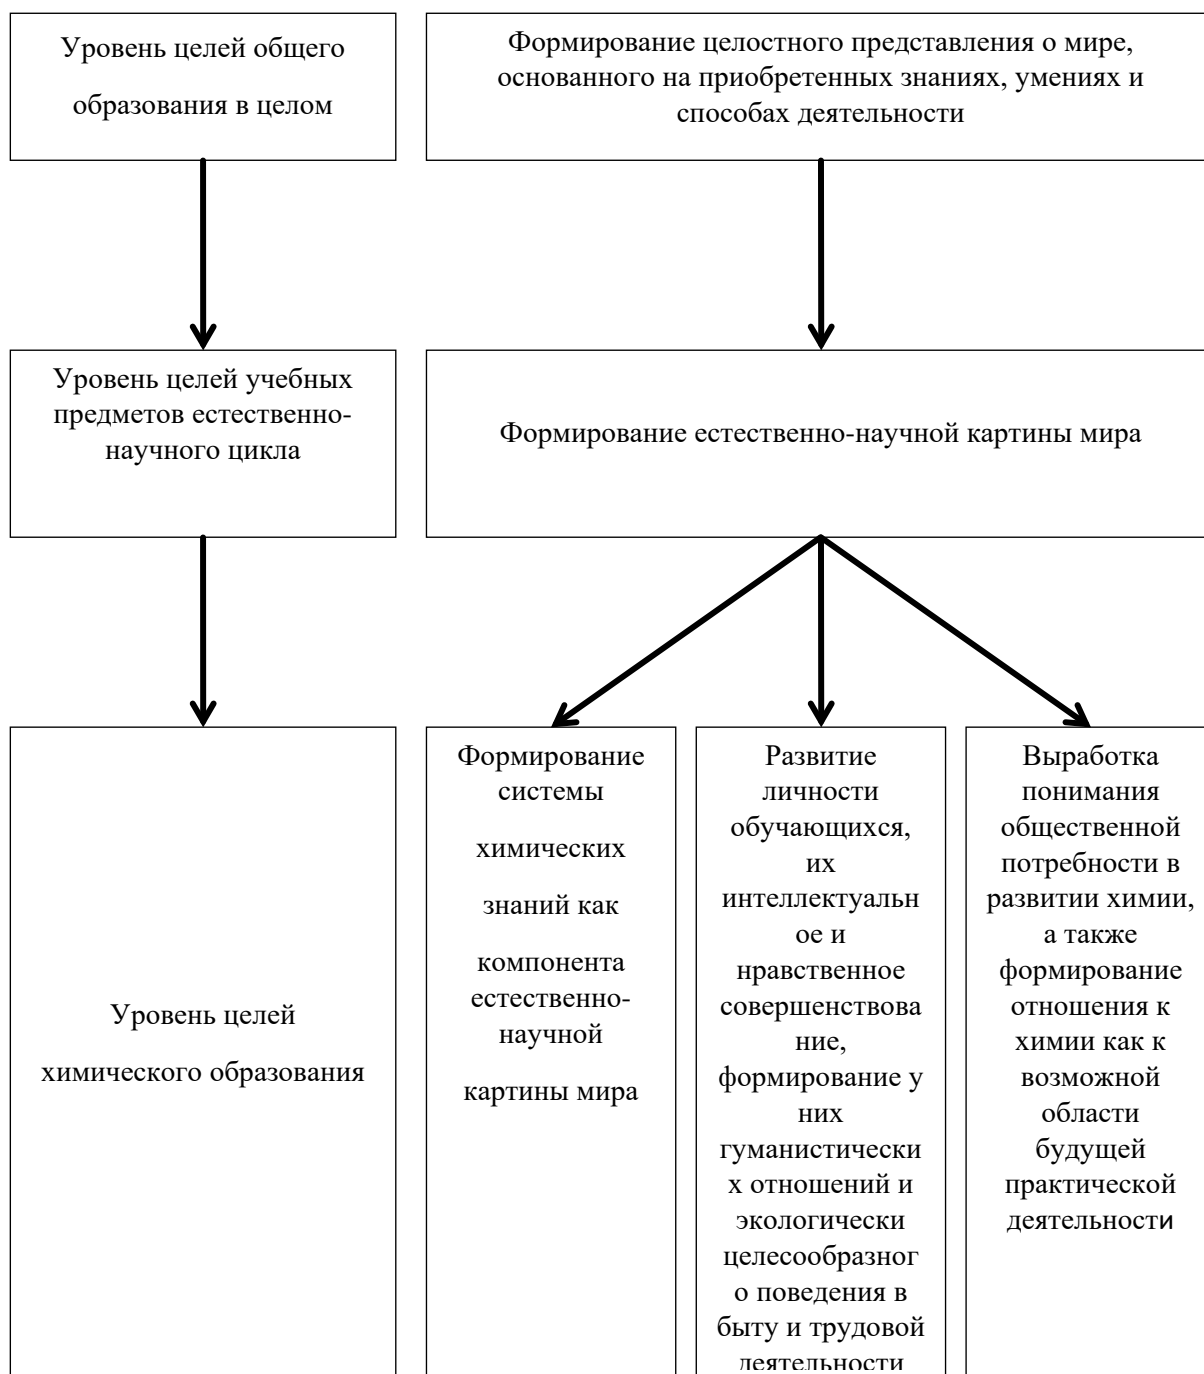 Уровень целей общего
образования в целом
Формирование целостного представления о мире,
основанного на приобретенных знаниях, умениях и
способах деятельности
Уровень целей учебных
предметов естественно-
научного цикла
Формирование естественно-научной картины мира
Уровень целей
химического образования
Формирование
системы
химических
знаний как
компонента
естественно-
научной
картины мира
Развитие
личности
обучающихся,
их
интеллектуальн
ое и
нравственное
совершенствова
ние,
формирование у
них
гуманистически
х отношений и
экологически
целесообразног
о поведения в
быту и трудовой
деятельности
Выработка
понимания
общественной
потребности в
развитии химии,
а также
формирование
отношения к
химии как к
возможной
области
будущей
практической
деятельности